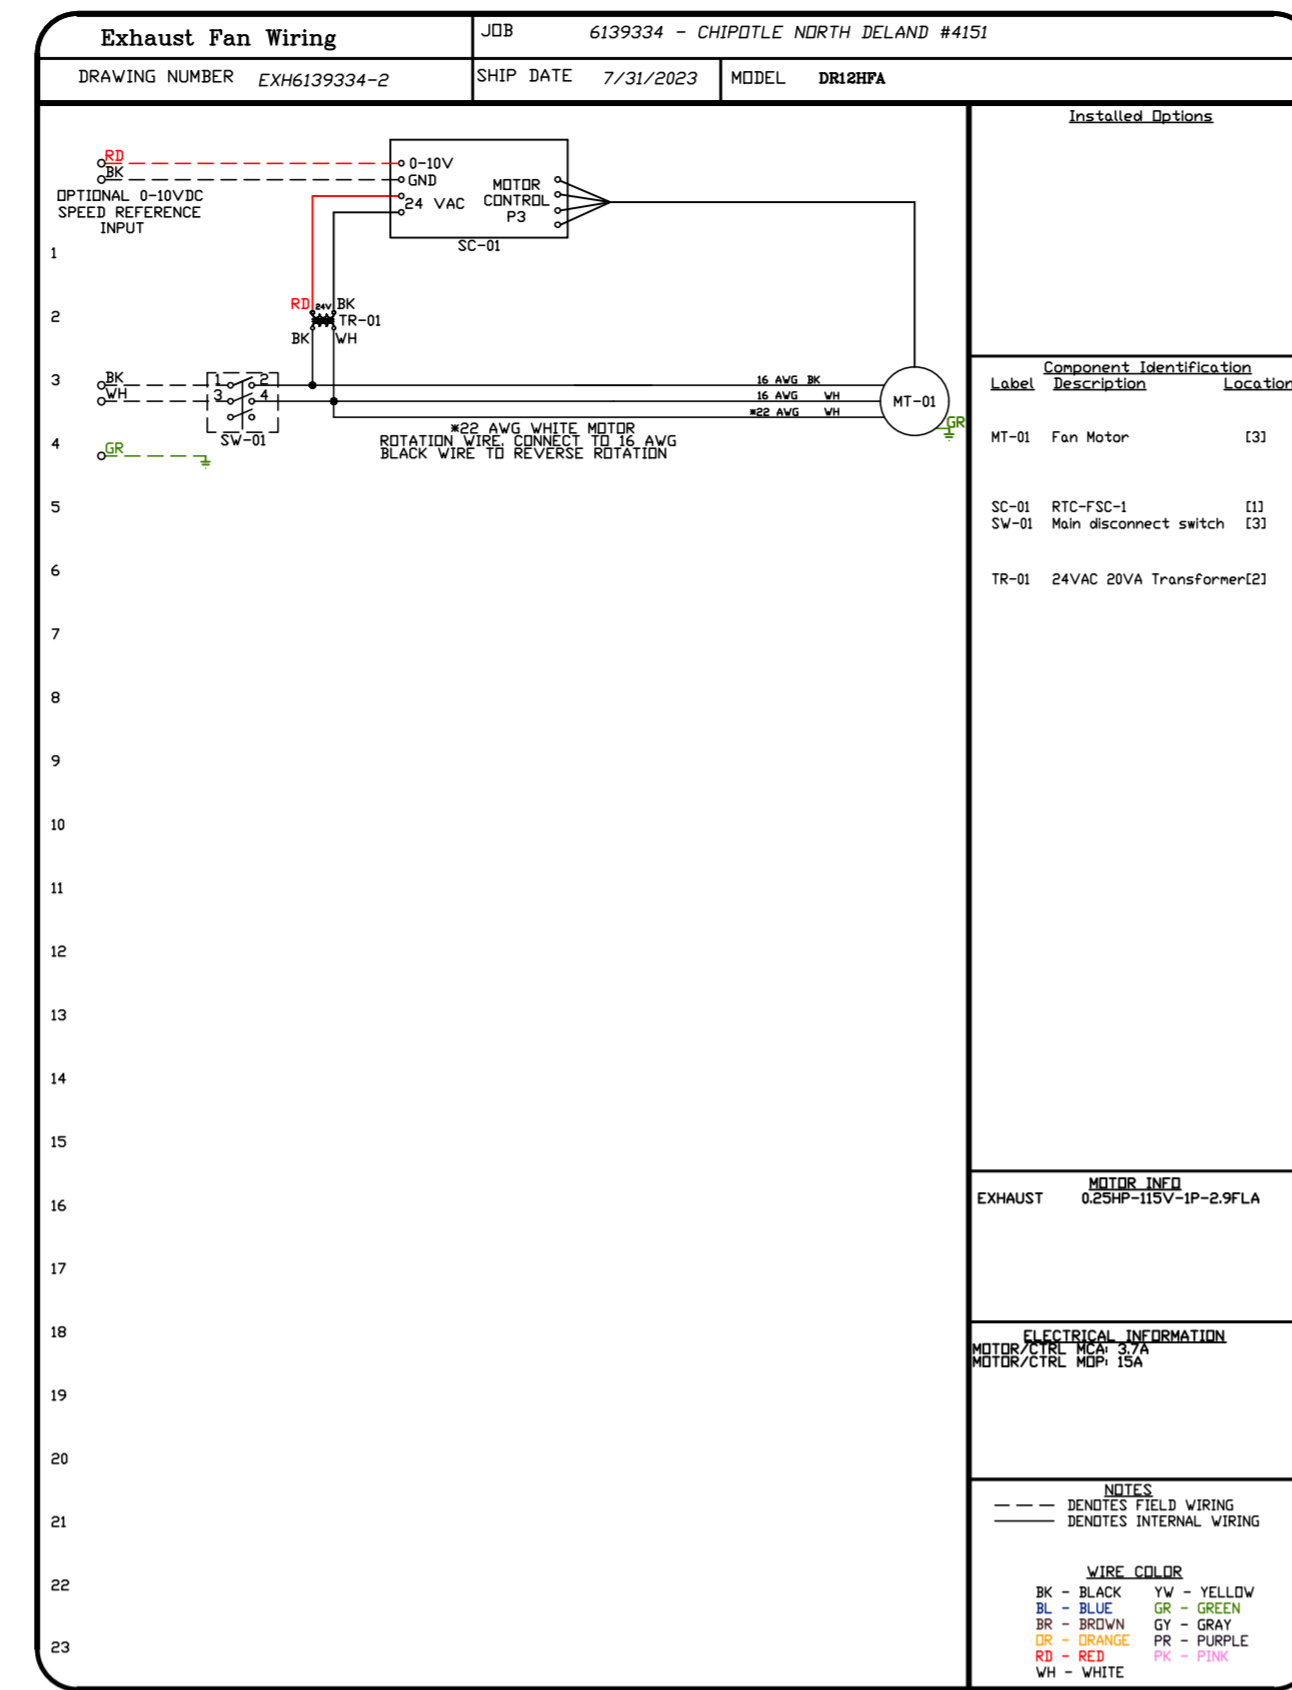 Exhaust Fan Wiring
JOB 6139334 - CHIPOTLE NORTH DELAND #4151
DRAWING NUMBER EXH6139334-2
SHIP DATE 7/31/2023
MODEL DR12HFA
RD
BK
OPTIONAL 0-10VDC
SPEED REFERENCE
INPUT
0-10V
GND
24 VAC
MOTOR
CONTROL
P3
SC-01
RD 24V BK
TR-01
BK WH
BK
WH
1 2
3 4
SW-01
GR
16 AWG BK
16 AWG WH
*22 AWG WH
MT-01
GR
*22 AWG WHITE MOTOR
ROTATION WIRE. CONNECT TO 16 AWG
BLACK WIRE TO REVERSE ROTATION
1
2
3
4
5
6
7
8
9
10
11
12
13
14
15
16
17
18
19
20
21
22
23
Installed Options
Component Identification
Label Description Location
MT-01 Fan Motor [3]
SC-01 RTC-FSC-1 [1]
SW-01 Main disconnect switch [3]
TR-01 24VAC 20VA Transformer[2]
MOTOR INFO
EXHAUST 0.25HP-115V-1P-2.9FLA
ELECTRICAL INFORMATION
MOTOR/CTRL MCA: 3.7A
MOTOR/CTRL MOP: 15A
NOTES
DENOTES FIELD WIRING
DENOTES INTERNAL WIRING
WIRE COLOR
BK - BLACK YW - YELLOW
BL - BLUE GR - GREEN
BR - BROWN GY - GRAY
OR - ORANGE PR - PURPLE
RD - RED PK - PINK
WH - WHITE